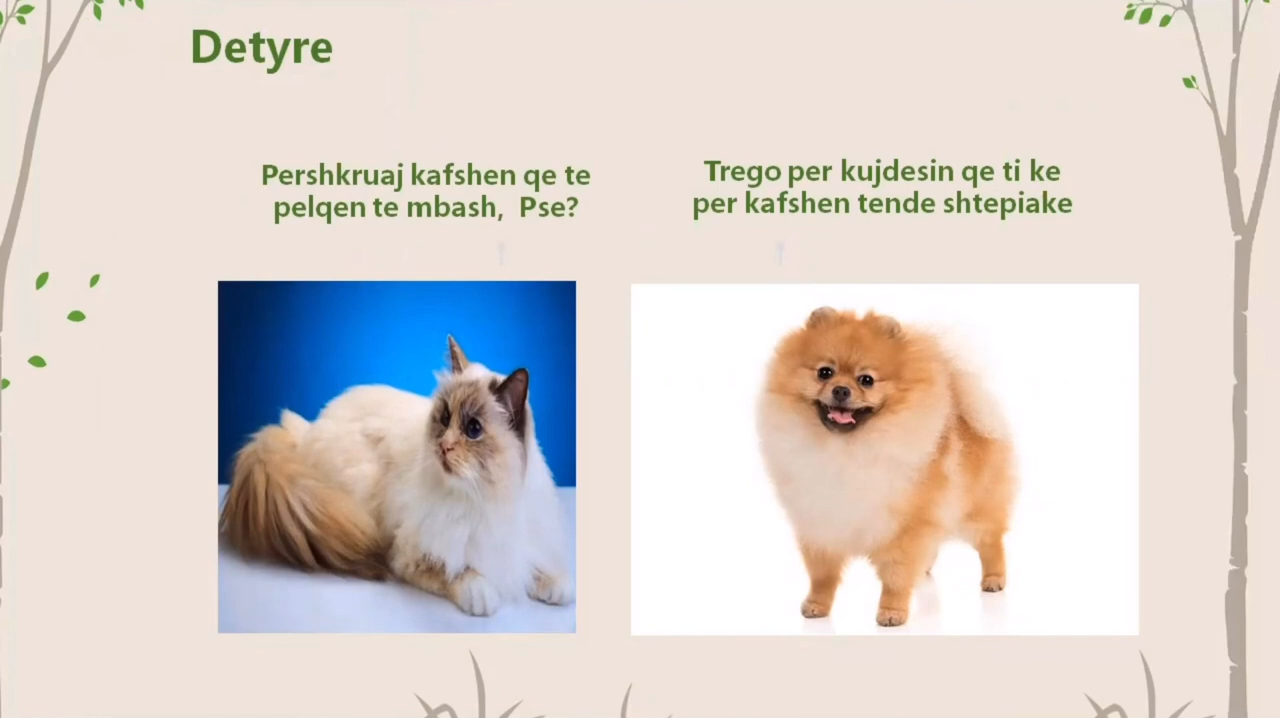 Detyre
Pershkruaj kafshen qe te
pelqen te mbash, Pse?
Trego per kujdesin qe ti ke
per kafshen tende shtepiake